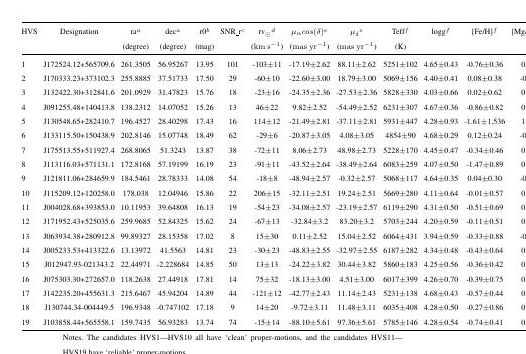 HVS Designation ra^a dec^a r0^b SNR_r^c rv_⊙^d μ_α cos(δ)^e μ_δ^e Teff^f logg^f [Fe/H]^f [Mg/
(degree) (degree) (mag) (km s⁻¹) (mas yr⁻¹) (mas yr⁻¹) (K)
1 J172524.12+565709.6 261.3505 56.95267 13.95 101 -103±11 -17.19±2.62 88.11±2.62 5251±102 4.65±0.43 -0.76±0.36 0
2 J170333.23+373102.3 255.8885 37.51733 17.50 29 -60±10 -22.60±3.00 18.79±3.00 5069±156 4.40±0.41 0.08±0.38 -0
3 J132422.30+312841.6 201.0929 31.47823 15.76 18 -23±16 -24.35±2.36 -27.53±2.36 5828±330 4.03±0.66 0.02±0.62 0
4 J091255.48+140413.8 138.2312 14.07052 15.26 13 46±22 9.82±2.52 -54.49±2.52 6231±307 4.67±0.36 -0.86±0.82 0
5 J130548.65+282410.7 196.4527 28.40298 17.43 16 114±12 -21.49±2.81 -37.11±2.81 5931±447 4.28±0.93 -1.61±1.536 1
6 J133115.50+150438.9 202.8146 15.07748 18.49 62 -29±6 -20.87±3.05 4.08±3.05 4854±90 4.68±0.29 0.12±0.24 -0
7 J175513.55+511927.4 268.8065 51.3243 13.87 38 -72±11 8.06±2.73 48.98±2.73 5228±170 4.45±0.47 -0.34±0.46 0
8 J113116.03+571131.1 172.8168 57.19199 16.19 23 -91±11 -43.52±2.64 -38.49±2.64 6083±259 4.07±0.50 -1.47±0.89 0
9 J121811.06+284659.9 184.5461 28.78333 14.08 54 -18±8 -48.94±2.57 -0.32±2.57 5068±117 4.64±0.35 0.04±0.30 -0
10 J115209.12+120258.0 178.038 12.04946 15.86 22 206±15 -32.11±2.51 19.24±2.51 5669±280 4.11±0.64 -0.01±0.57 0
11 J004028.68+393853.0 10.11953 39.64808 16.13 19 -54±23 -34.08±2.57 -23.19±2.57 6119±290 4.31±0.50 -0.51±0.69 0
12 J171952.43+525035.6 259.9685 52.84325 15.62 24 -67±13 -32.84±3.2 83.20±3.2 5703±244 4.20±0.59 -0.11±0.51 0
13 J063934.38+280912.8 99.89327 28.15358 17.02 8 15±30 0.11±2.52 15.04±2.52 6064±431 3.94±0.59 -0.33±0.88 -0
14 J005233.53+413322.6 13.13972 41.5563 14.81 23 -30±23 -48.83±2.55 -32.97±2.55 6187±282 4.34±0.48 -0.43±0.64 0
15 J012947.93-021343.2 22.44971 -2.228684 14.85 50 13±13 -24.22±3.82 30.44±3.82 5860±183 4.25±0.56 -0.36±0.42 0
16 J075303.30+272657.0 118.2638 27.44918 17.81 14 75±32 -18.13±3.00 4.51±3.00 6017±399 4.26±0.70 -0.39±0.75 0
17 J142235.20+455631.3 215.6467 45.94204 14.89 44 -121±12 -42.77±2.43 11.14±2.43 5231±138 4.68±0.43 -0.57±0.44 0
18 J130744.34-004449.5 196.9348 -0.747102 17.18 9 14±20 -9.72±3.11 11.48±3.11 6035±408 4.28±0.50 -0.27±0.86 0
19 J103858.44+565558.1 159.7435 56.93283 13.74 74 -15±14 -88.10±5.61 97.36±5.61 5785±146 4.28±0.54 -0.74±0.41 0
Notes. The candidates HVS1—HVS10 all have 'clean' proper-motions, and the candidates HVS11—
HVS19 have 'reliable' proper-motions.